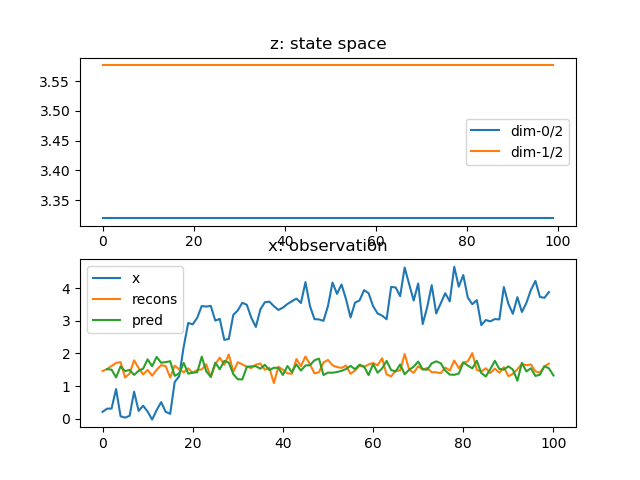 z: state space
3.55
3.50
3.45
3.40
3.35
dim-0/2
dim-1/2
0 20 40 60 80 100
x: observation
4
3
2
1
0
x
recons
pred
0 20 40 60 80 100